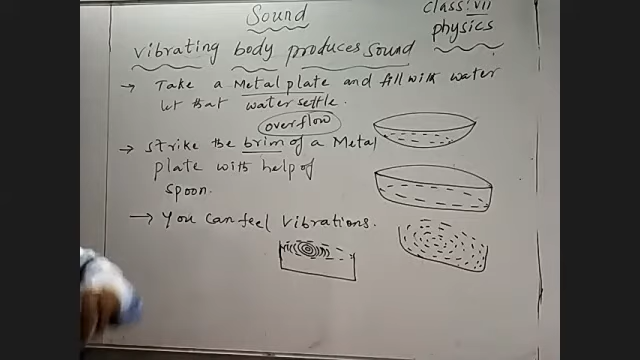 Sound
Class: VII
physics
Vibrating body produces sound
→ Take a Metal plate and fill with water
let that water settle.
overflow
→ Strike the brim of a Metal
plate with help of
spoon.
→ You can feel vibrations.